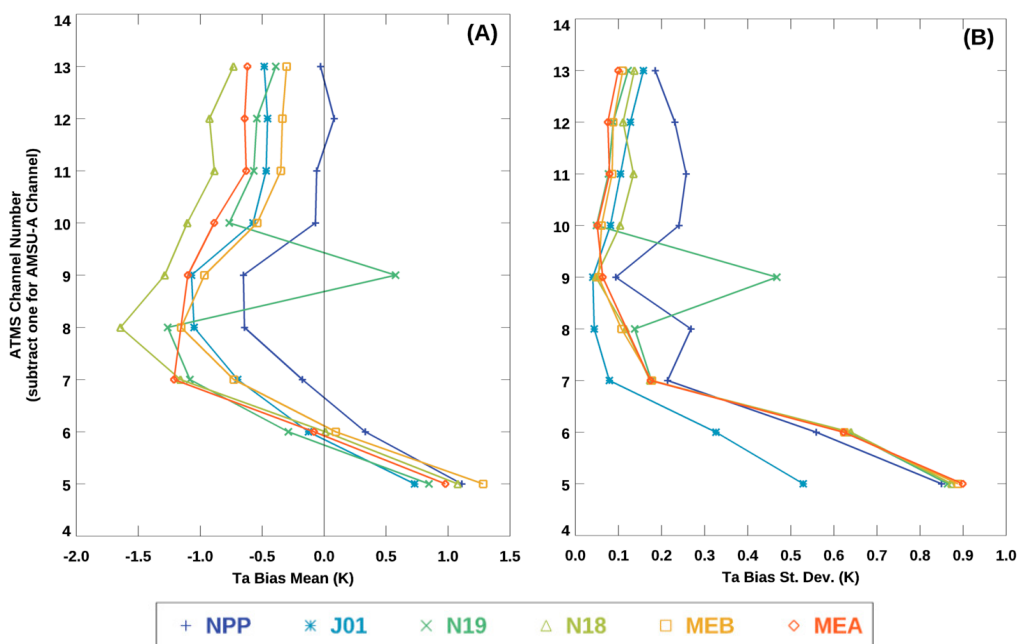 (A)
14
13
12
11
10
9
8
7
6
5
4
-2.0 -1.5 -1.0 -0.5 0.0 0.5 1.0 1.5
Ta Bias Mean (K)
ATMS Channel Number
(subtract one for AMSU-A Channel)
(B)
14
13
12
11
10
9
8
7
6
5
4
0.0 0.1 0.2 0.3 0.4 0.5 0.6 0.7 0.8 0.9 1.0
Ta Bias St. Dev. (K)
NPP J01 N19 N18 MEB MEA